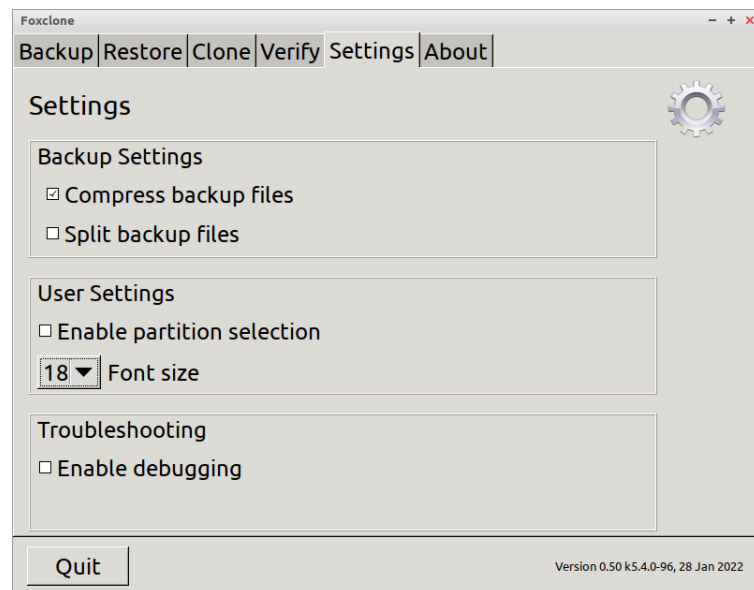 Foxclone
Backup Restore Clone Verify Settings About
Settings
Backup Settings
Compress backup files
Split backup files
User Settings
Enable partition selection
18 Font size
Troubleshooting
Enable debugging
Quit
Version 0.50 k5.4.0-96, 28 Jan 2022